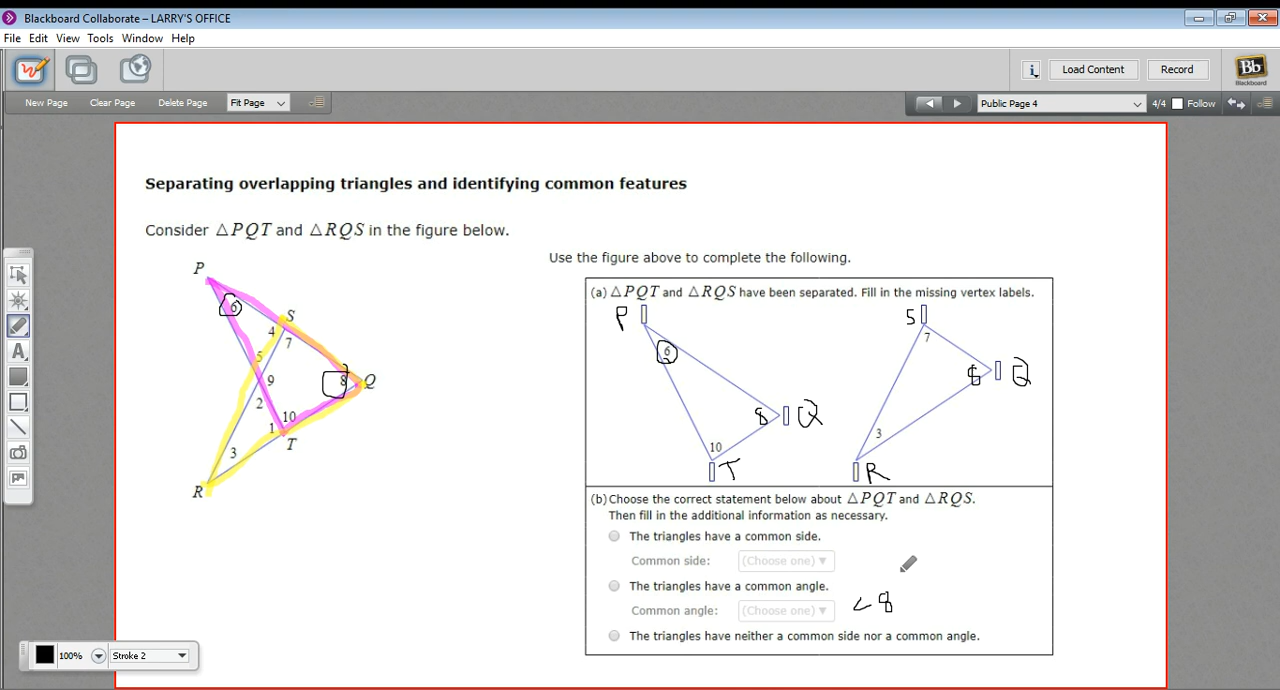 Blackboard Collaborate – LARRY'S OFFICE
File Edit View Tools Window Help
i Load Content Record Bb Blackboard
New Page Clear Page Delete Page Fit Page Public Page 4 4/4 Follow
Separating overlapping triangles and identifying common features
Consider △PQT and △RQS in the figure below.
P
6
S
4
7
5
9
8 Q
2
10
1
T
3
R
Use the figure above to complete the following.
(a) △PQT and △RQS have been separated. Fill in the missing vertex labels.
P
6
8 Q
10
T
S
7
8 Q
3
R
(b) Choose the correct statement below about △PQT and △RQS.
Then fill in the additional information as necessary.
The triangles have a common side.
Common side: (Choose one) ▼
The triangles have a common angle.
Common angle: (Choose one) ▼ <8
The triangles have neither a common side nor a common angle.
A
100% Stroke 2